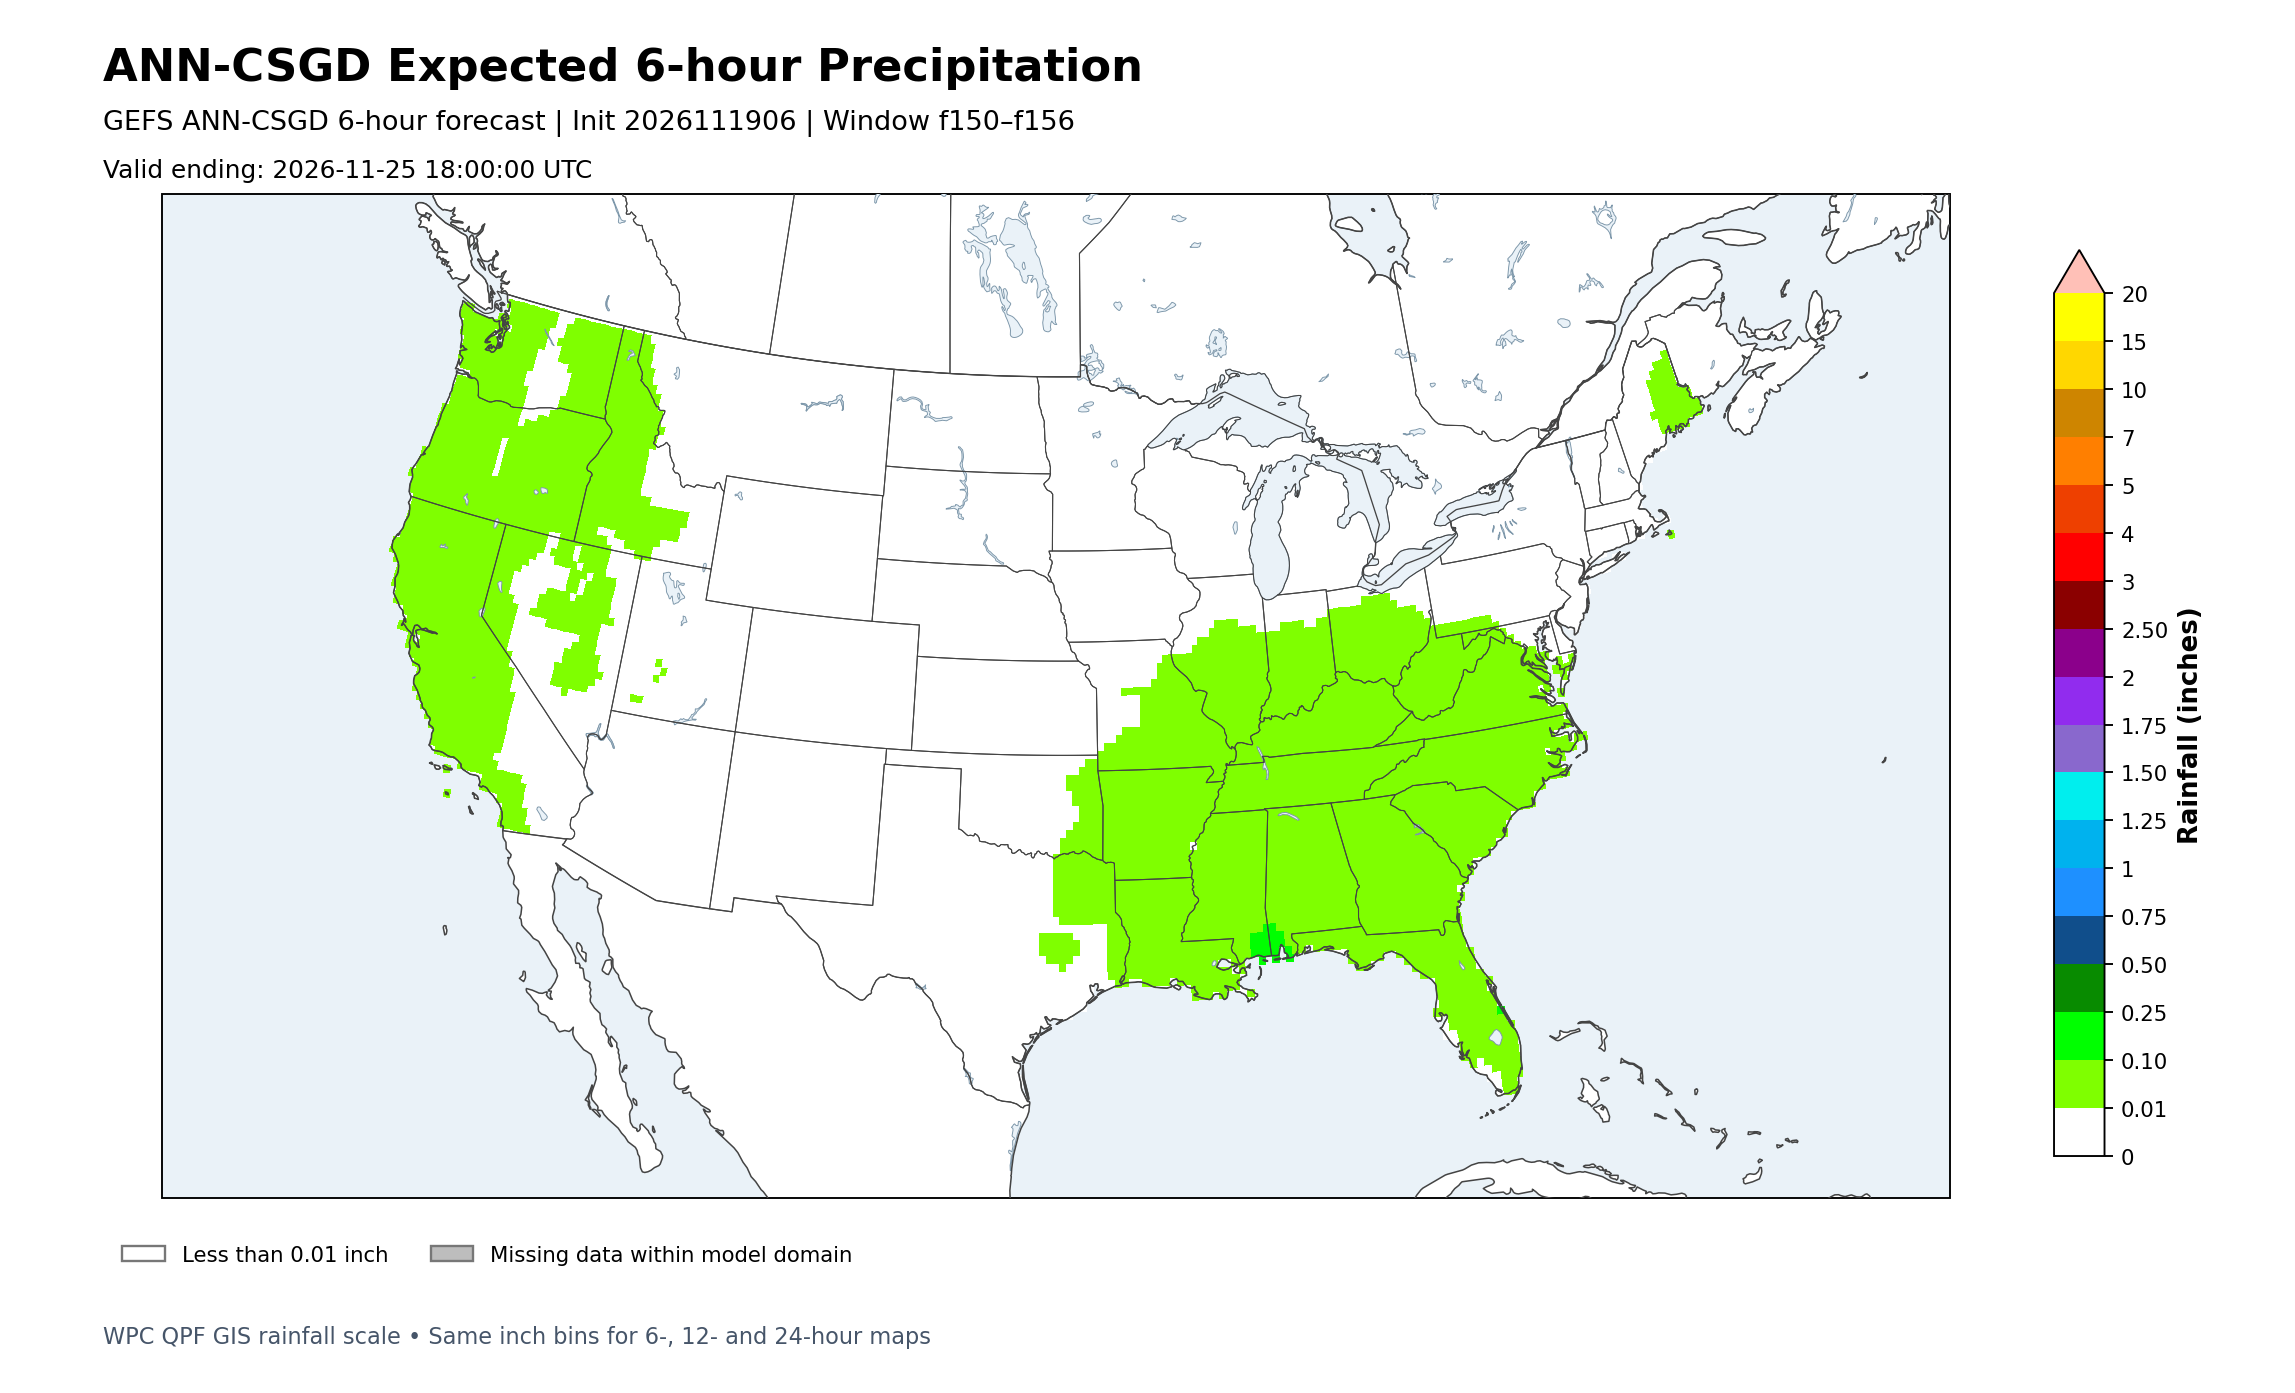 ANN-CSGD Expected 6-hour Precipitation
GEFS ANN-CSGD 6-hour forecast | Init 2026111906 | Window f150–f156
Valid ending: 2026-11-25 18:00:00 UTC
20
15
10
7
5
4
3
2.50
2
1.75
1.50
1.25
1
0.75
0.50
0.25
0.10
0.01
0
Rainfall (inches)
Less than 0.01 inch
Missing data within model domain
WPC QPF GIS rainfall scale • Same inch bins for 6-, 12- and 24-hour maps